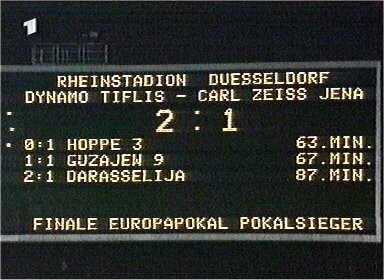 1
RHEINSTADION DUESSELDORF
DYNAMO TIFLIS - CARL ZEISS JENA
2 : 1
0:1 HOPPE 3 63.MIN.
1:1 GUZAJEW 9 67.MIN.
2:1 DARASSELIJA 87.MIN.
FINALE EUROPAPOKAL POKALSIEGER